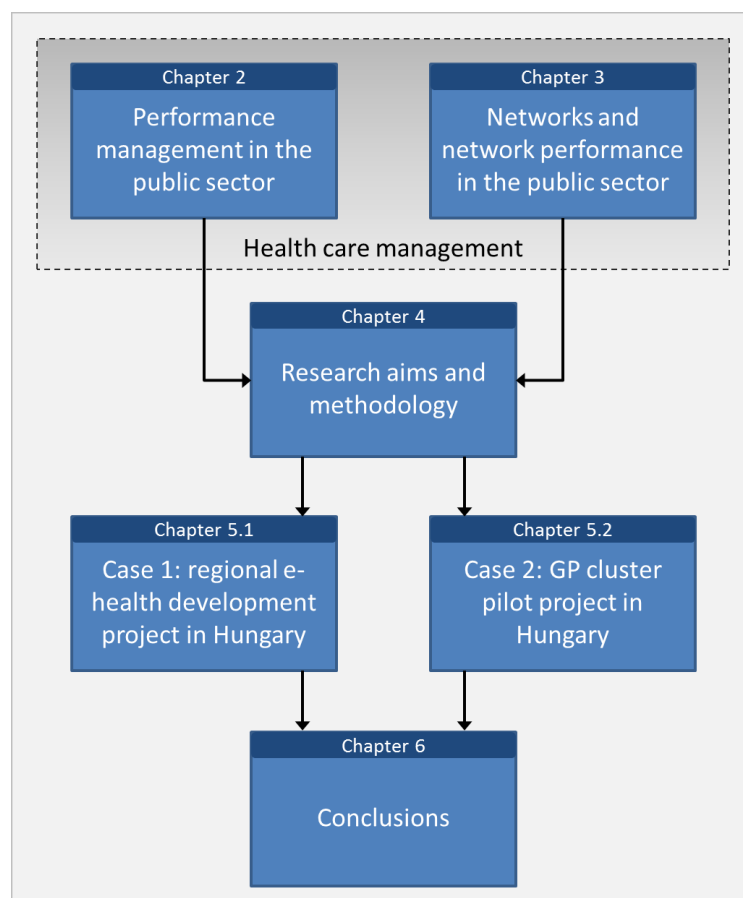 Chapter 2
Performance
management in the
public sector
Chapter 3
Networks and
network performance
in the public sector
Health care management
Chapter 4
Research aims and
methodology
Chapter 5.1
Case 1: regional e-
health development
project in Hungary
Chapter 5.2
Case 2: GP cluster
pilot project in
Hungary
Chapter 6
Conclusions